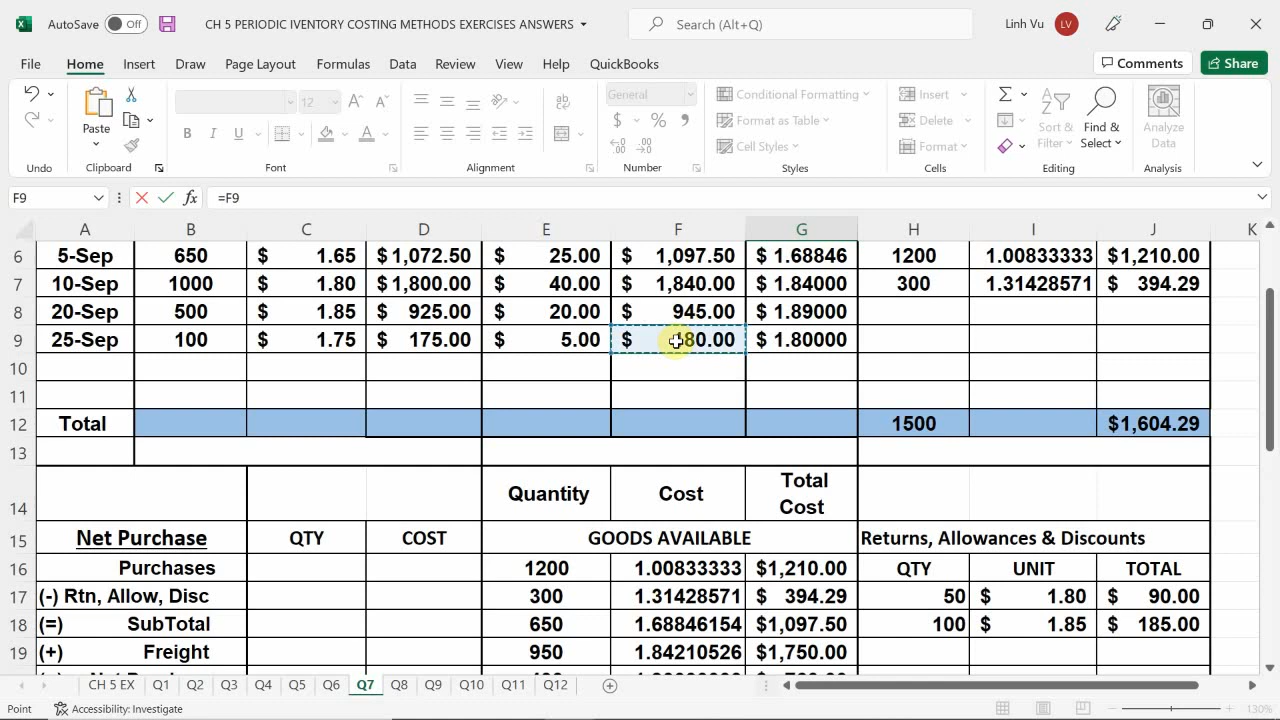 AutoSave Off CH 5 PERIODIC IVENTORY COSTING METHODS EXERCISES ANSWERS Search (Alt+Q) Linh Vu LV
File Home Insert Draw Page Layout Formulas Data Review View Help QuickBooks Comments Share
12 General Conditional Formatting Insert
Paste Format as Table Delete Sort & Find & Analyze
B I U Cell Styles Format Filter Select Data
Undo Clipboard Font Alignment Number Styles Cells Editing Analysis
F9 fx =F9
A B C D E F G H I J K
6 5-Sep 650 $ 1.65 $1,072.50 $ 25.00 $ 1,097.50 $ 1.68846 1200 1.00833333 $1,210.00
7 10-Sep 1000 $ 1.80 $1,800.00 $ 40.00 $ 1,840.00 $ 1.84000 300 1.31428571 $ 394.29
8 20-Sep 500 $ 1.85 $ 925.00 $ 20.00 $ 945.00 $ 1.89000
9 25-Sep 100 $ 1.75 $ 175.00 $ 5.00 $ 180.00 $ 1.80000
10
11
12 Total 1500 $1,604.29
13
14 Quantity Cost Total Cost
15 Net Purchase QTY COST GOODS AVAILABLE Returns, Allowances & Discounts
16 Purchases 1200 1.00833333 $1,210.00 QTY UNIT TOTAL
17 (-) Rtn, Allow, Disc 300 1.31428571 $ 394.29 50 $ 1.80 $ 90.00
18 (=) SubTotal 650 1.68846154 $1,097.50 100 $ 1.85 $ 185.00
19 (+) Freight 950 1.84210526 $1,750.00
CH 5 EX Q1 Q2 Q3 Q4 Q5 Q6 Q7 Q8 Q9 Q10 Q11 Q12
Point Accessibility: Investigate 130%